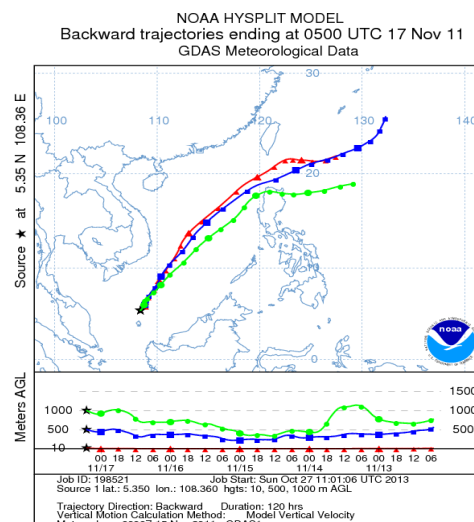 NOAA HYSPLIT MODEL
Backward trajectories ending at 0500 UTC 17 Nov 11
GDAS Meteorological Data
Source ★ at 5.35 N 108.36 E
100 110 120 130 140
30
20
0
noaa
Meters AGL
1500
1000 1000
500 500
10
00 18 12 06 00 18 12 06 00 18 12 06 00 18 12 06 00 18 12 06
11/17 11/16 11/15 11/14 11/13
Job ID: 198521 Job Start: Sun Oct 27 11:01:06 UTC 2013
Source 1 lat.: 5.350 lon.: 108.360 hgts: 10, 500, 1000 m AGL
Trajectory Direction: Backward Duration: 120 hrs
Vertical Motion Calculation Method: Model Vertical Velocity